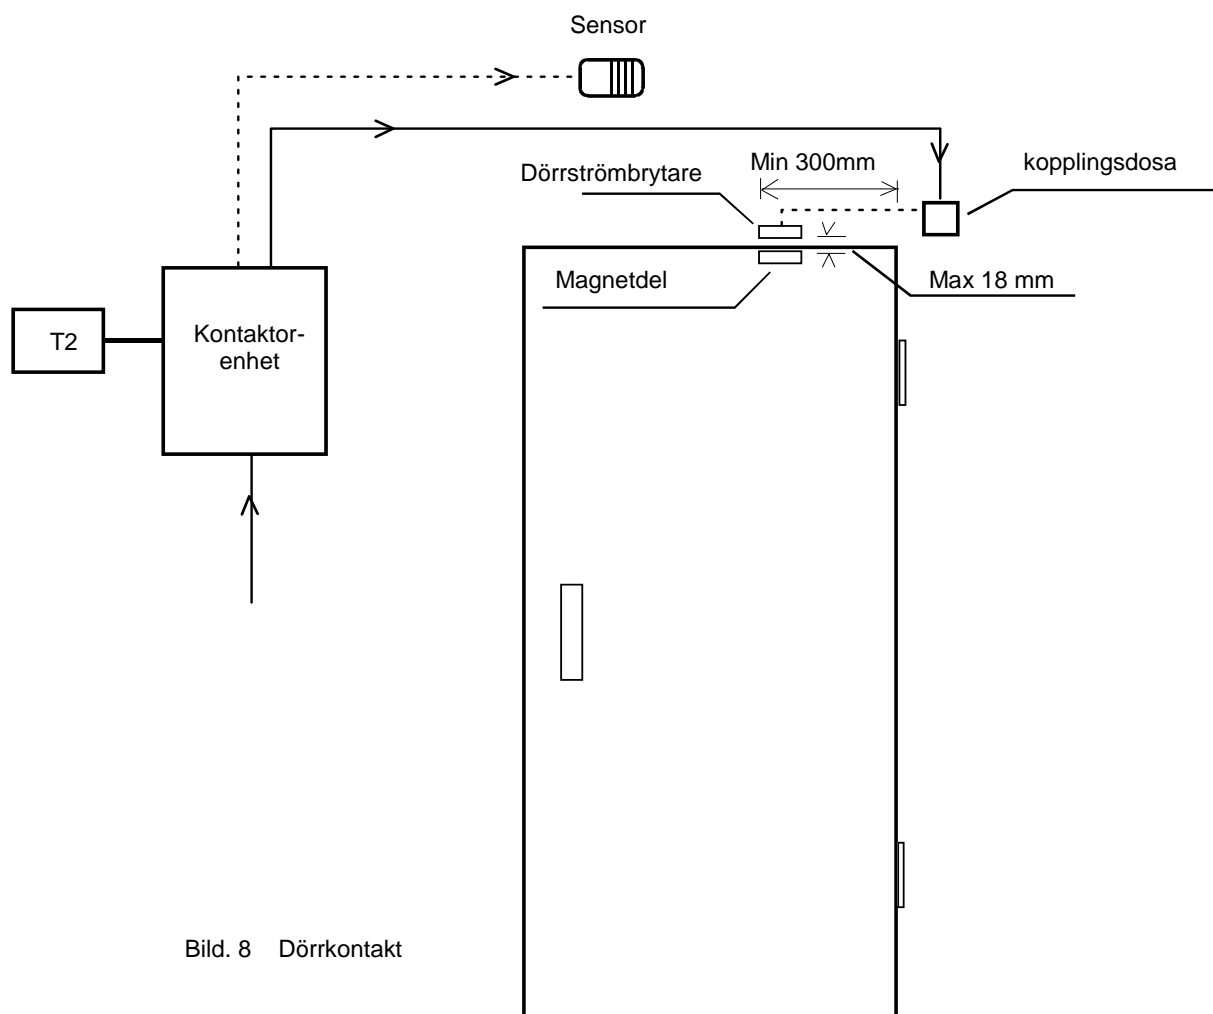 Sensor
Min 300mm
kopplingsdosa
Dörrströmbrytare
Magnetdel
Max 18 mm
T2
Kontaktor-
enhet
Bild. 8 Dörrkontakt